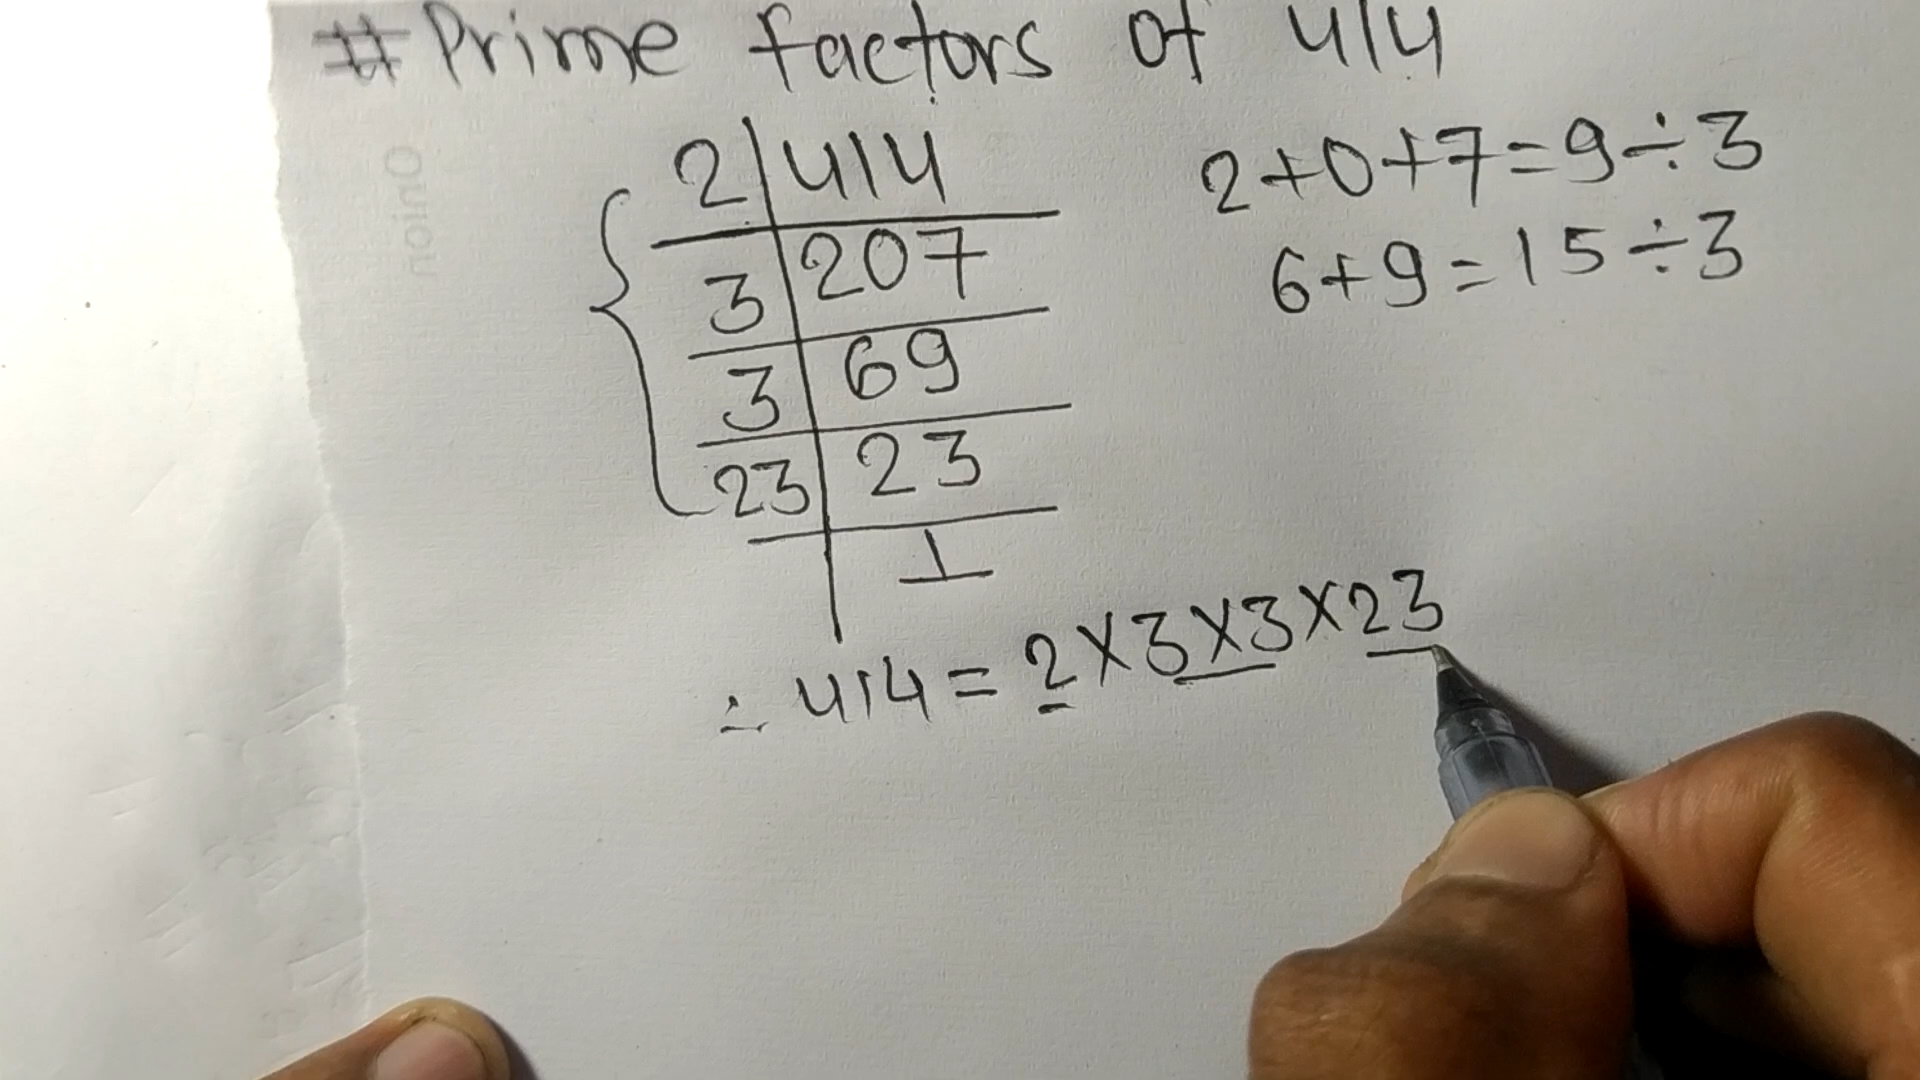 # Prime factors of 414
2 | 414
3 | 207
3 | 69
23 | 23
1
2+0+7=9÷3
6+9=15÷3
∴ 414 = 2×3×3×23
Onion